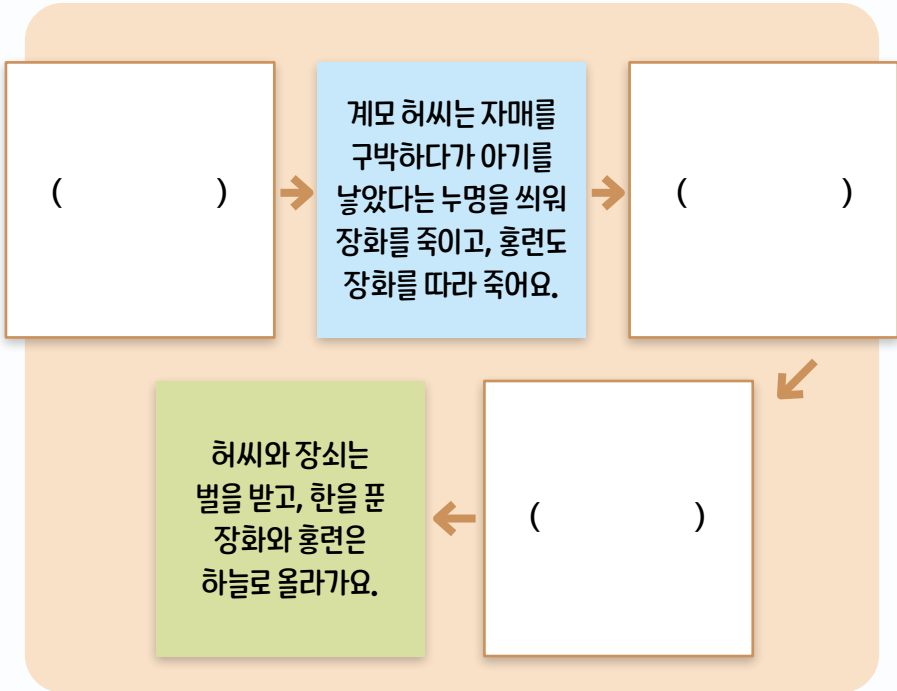 (          )
계모 허씨는 자매를
구박하다가 아기를
낳았다는 누명을 씌워
장화를 죽이고, 홍련도
장화를 따라 죽어요.
(          )
(          )
허씨와 장쇠는
벌을 받고, 한을 푼
장화와 홍련은
하늘로 올라가요.